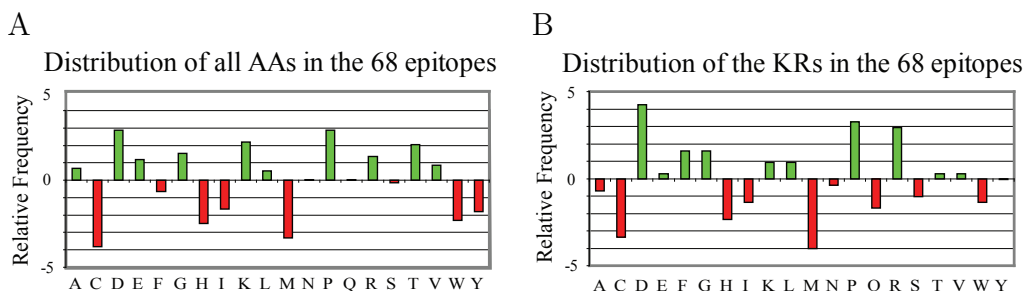 A
Distribution of all AAs in the 68 epitopes
5
Relative Frequency
0
-5
A C D E F G H I K L M N P Q R S T V W Y
B
Distribution of the KRs in the 68 epitopes
5
Relative Frequency
0
-5
A C D E F G H I K L M N P Q R S T V W Y